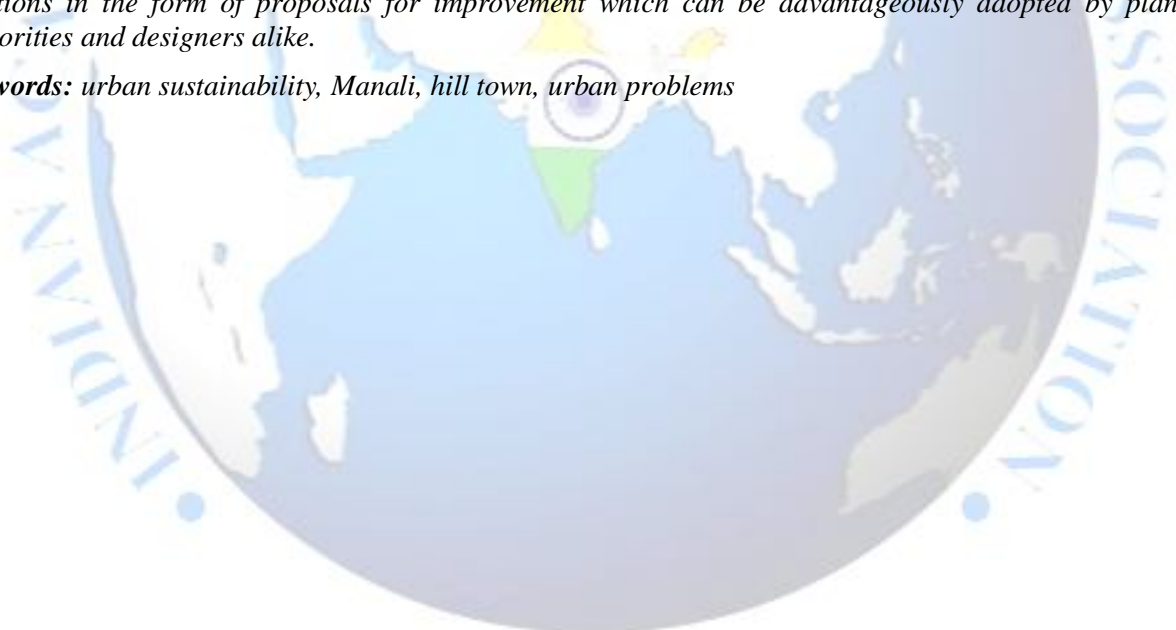 tions in the form of proposals for improvement which can be advantageously adopted by plan
orities and designers alike.
words: urban sustainability, Manali, hill town, urban problems
SSOCIATION